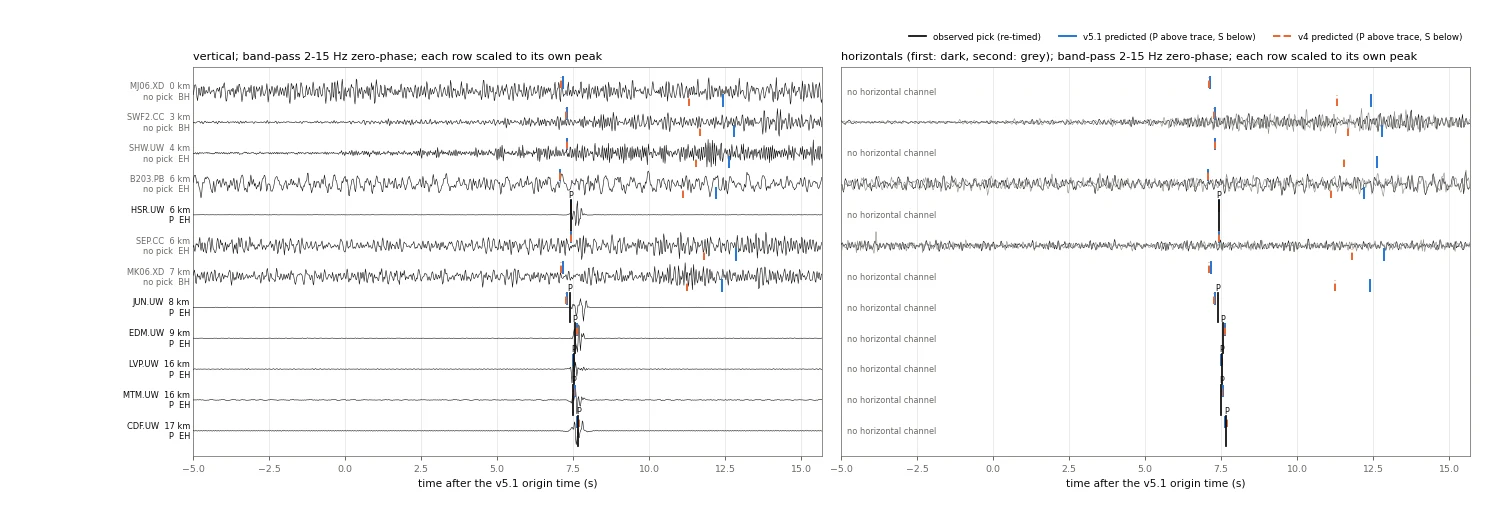 observed pick (re-timed)
v5.1 predicted (P above trace, S below)
v4 predicted (P above trace, S below)
vertical; band-pass 2-15 Hz zero-phase; each row scaled to its own peak
horizontals (first: dark, second: grey); band-pass 2-15 Hz zero-phase; each row scaled to its own peak
MJ06.XD 0 km
no pick BH
no horizontal channel
SWF2.CC 3 km
no pick BH
SHW.UW 4 km
no pick EH
no horizontal channel
B203.PB 6 km
no pick EH
P
P
HSR.UW 6 km
P EH
no horizontal channel
SEP.CC 6 km
no pick EH
MK06.XD 7 km
no pick EH
no horizontal channel
P
P
JUN.UW 8 km
P EH
no horizontal channel
P
P
EDM.UW 9 km
P EH
no horizontal channel
P
P
LVP.UW 16 km
P EH
no horizontal channel
P
P
MTM.UW 16 km
P EH
no horizontal channel
P
P
CDF.UW 17 km
P EH
no horizontal channel
−5.0 −2.5 0.0 2.5 5.0 7.5 10.0 12.5 15.0
−5.0 −2.5 0.0 2.5 5.0 7.5 10.0 12.5 15.0
time after the v5.1 origin time (s)
time after the v5.1 origin time (s)